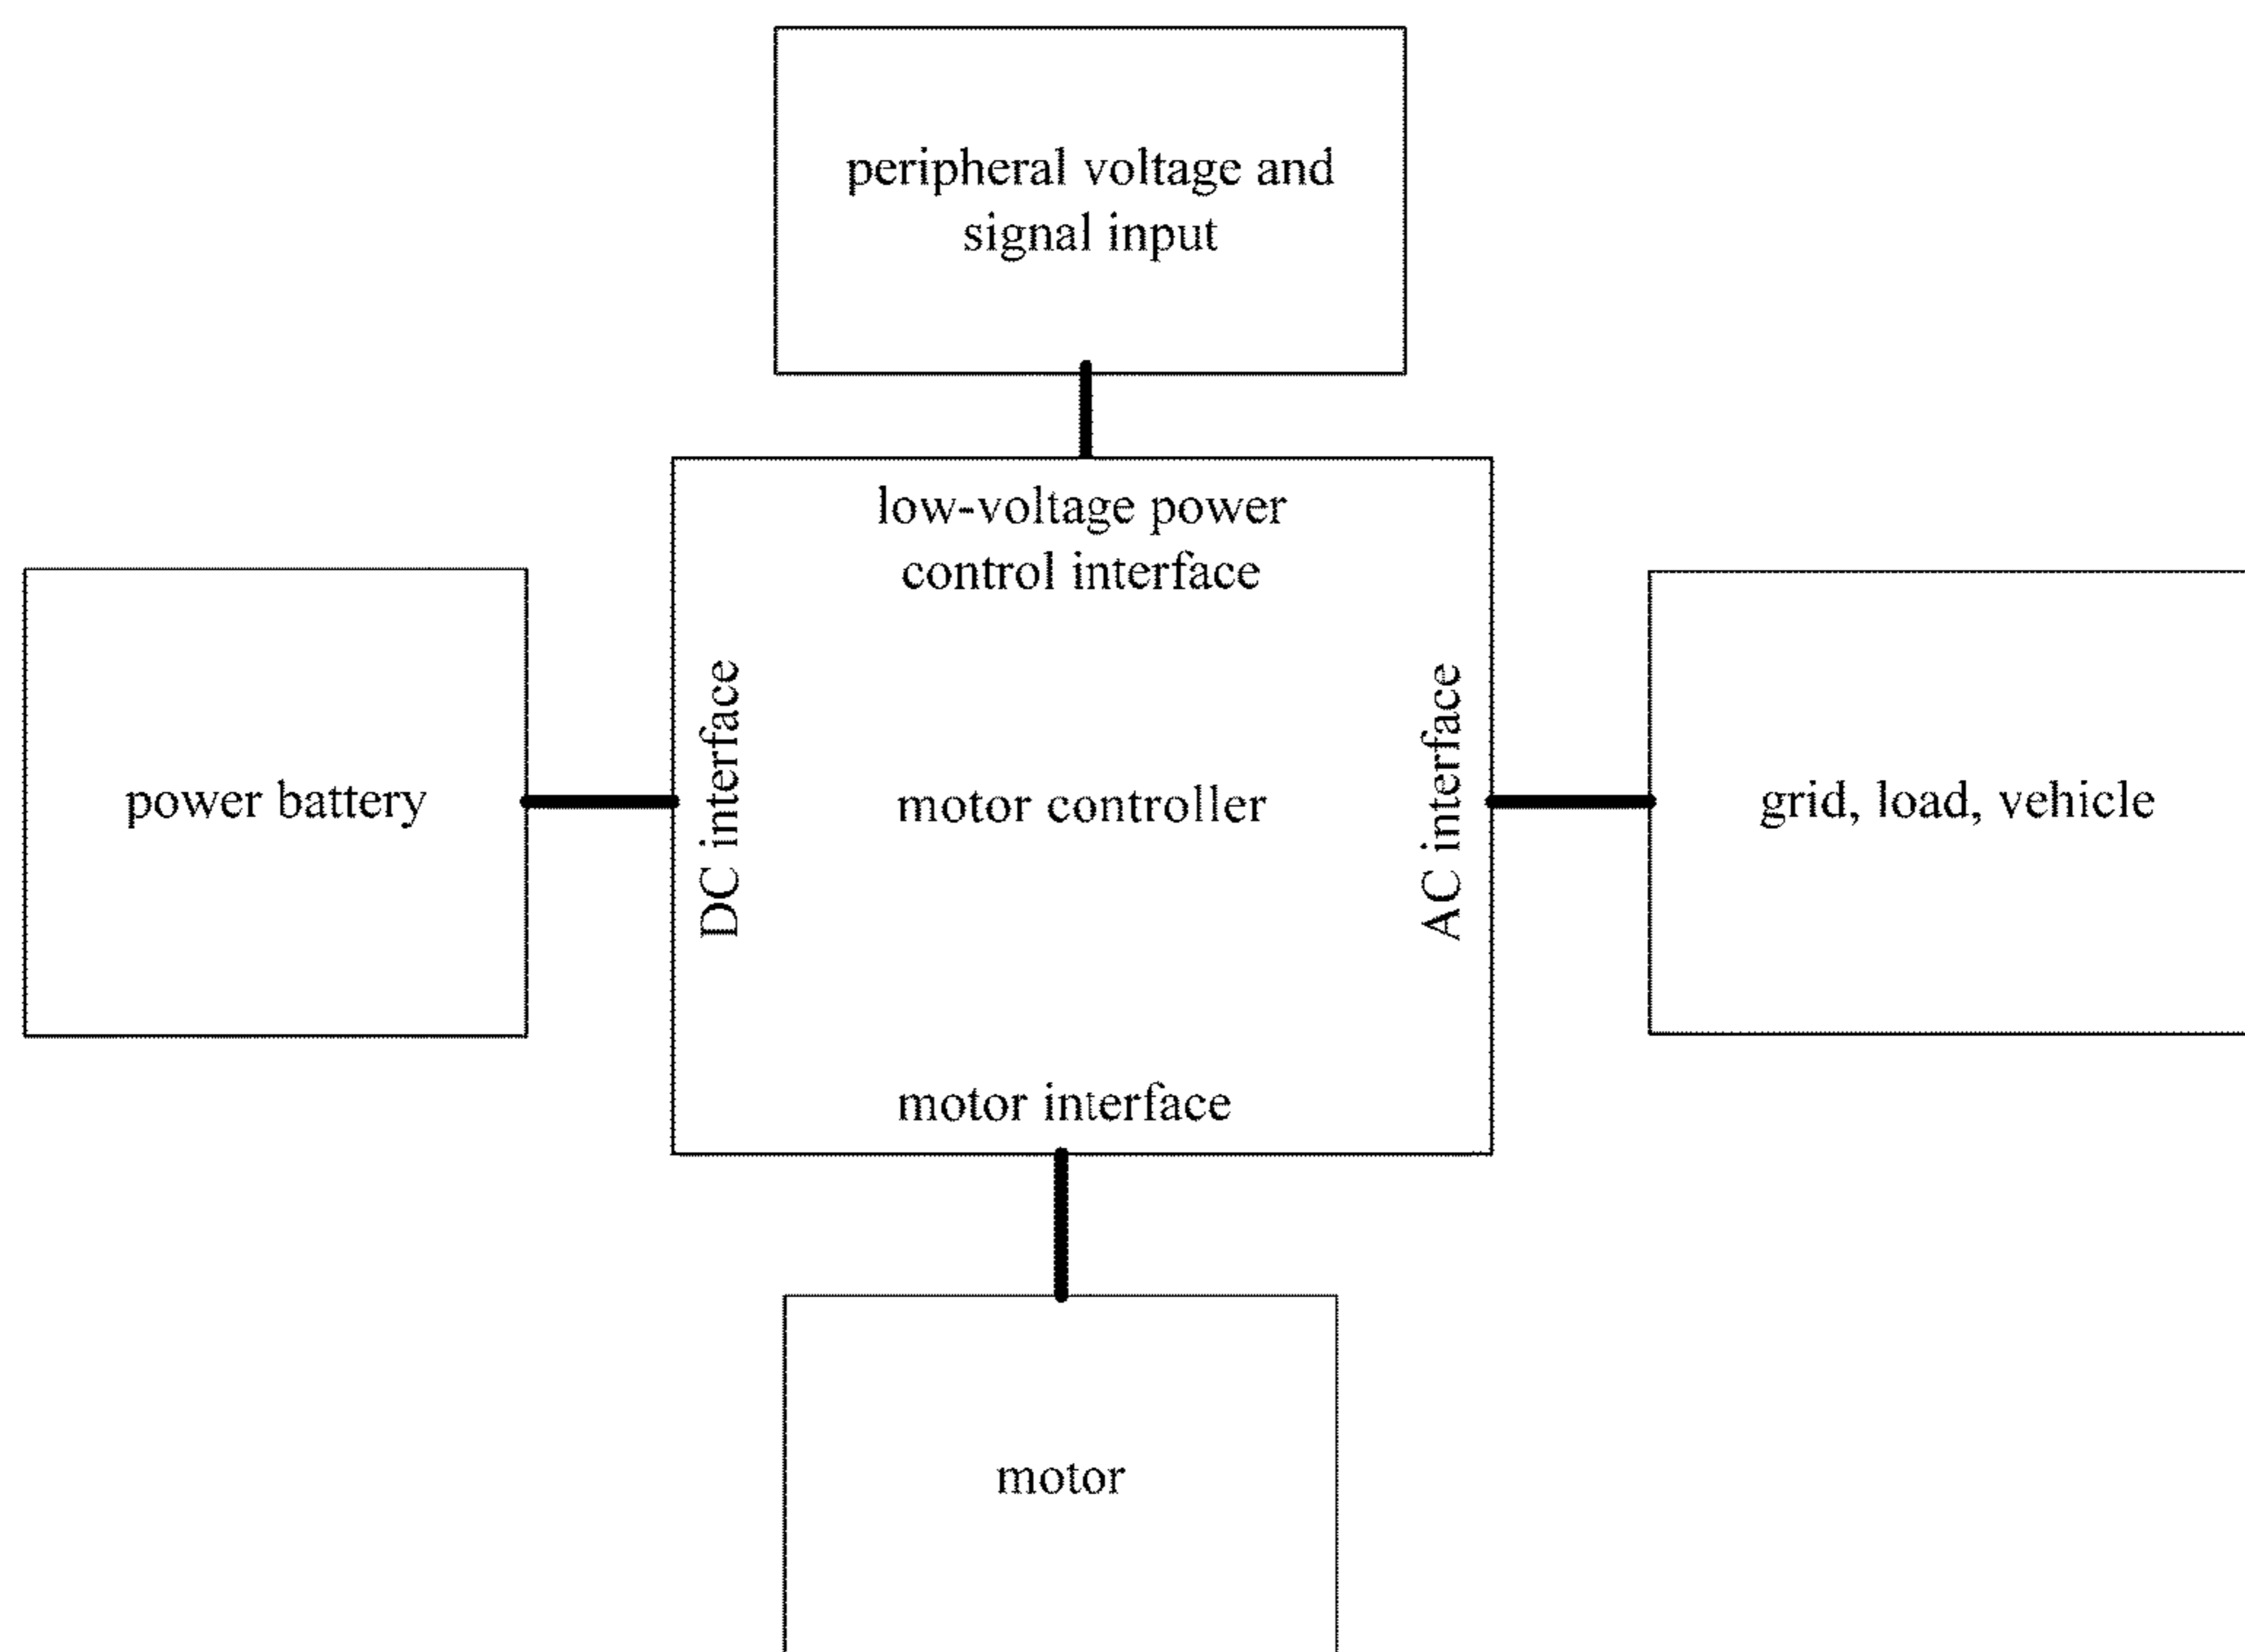 peripheral voltage and
signal input
low-voltage power
control interface
power battery
DC interface
motor controller
AC interface
grid, load, vehicle
motor interface
motor